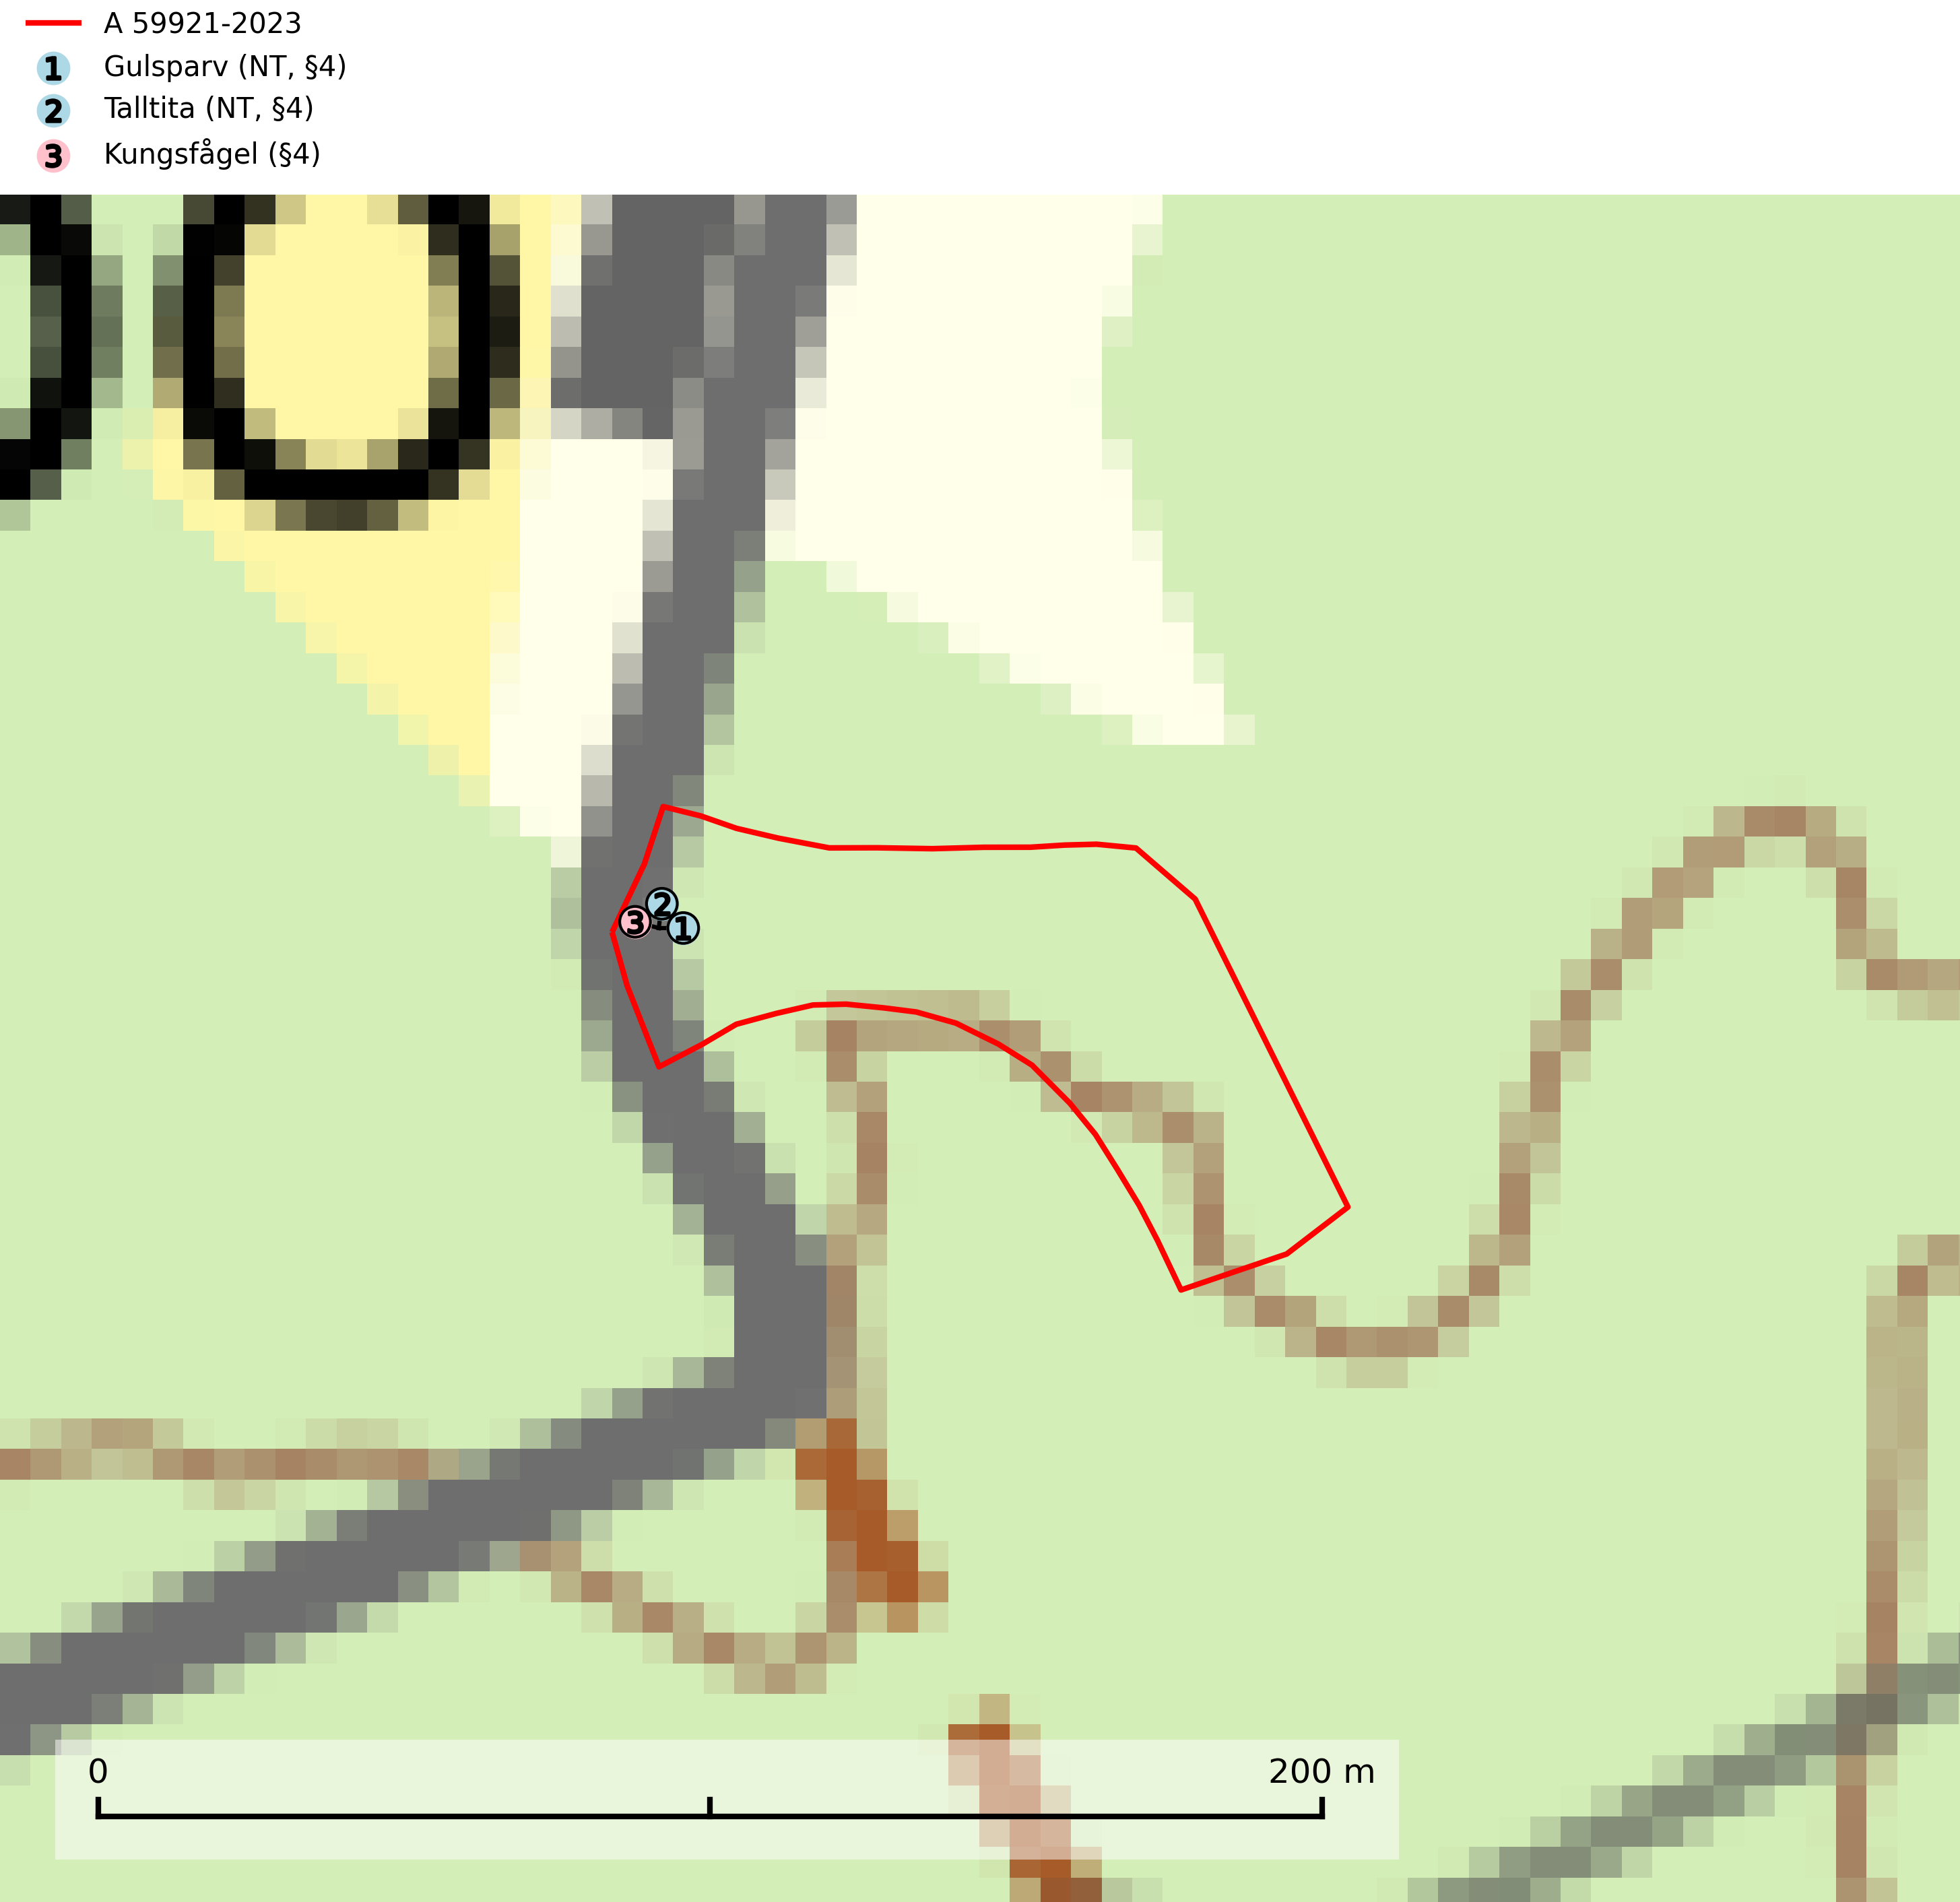 A 59921-2023
1 Gulsparv (NT, §4)
2 Talltita (NT, §4)
3 Kungsfågel (§4)
2
3 1
0 200 m